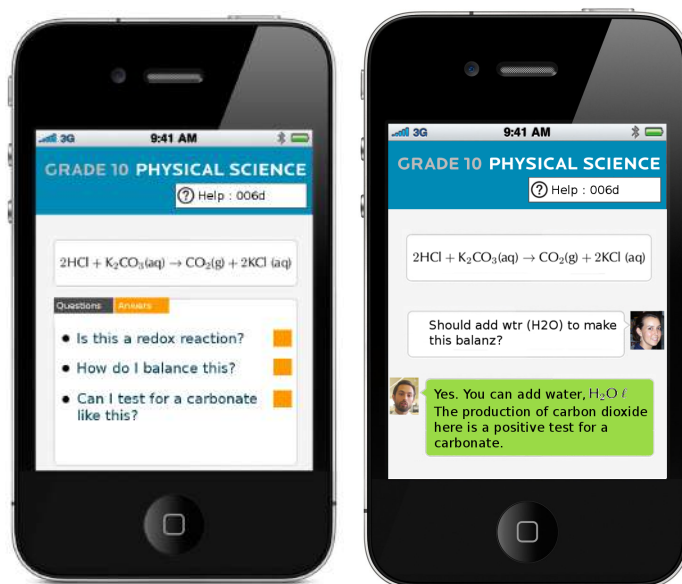 3G 9:41 AM
GRADE 10 PHYSICAL SCIENCE
? Help : 006d
2HCl + K₂CO₃(aq) → CO₂(g) + 2KCl (aq)
Questions Anwers
• Is this a redox reaction?
• How do I balance this?
• Can I test for a carbonate
like this?
3G 9:41 AM
GRADE 10 PHYSICAL SCIENCE
? Help : 006d
2HCl + K₂CO₃(aq) → CO₂(g) + 2KCl (aq)
Should add wtr (H2O) to make
this balanz?
Yes. You can add water, H₂O ℓ
The production of carbon dioxide
here is a positive test for a
carbonate.